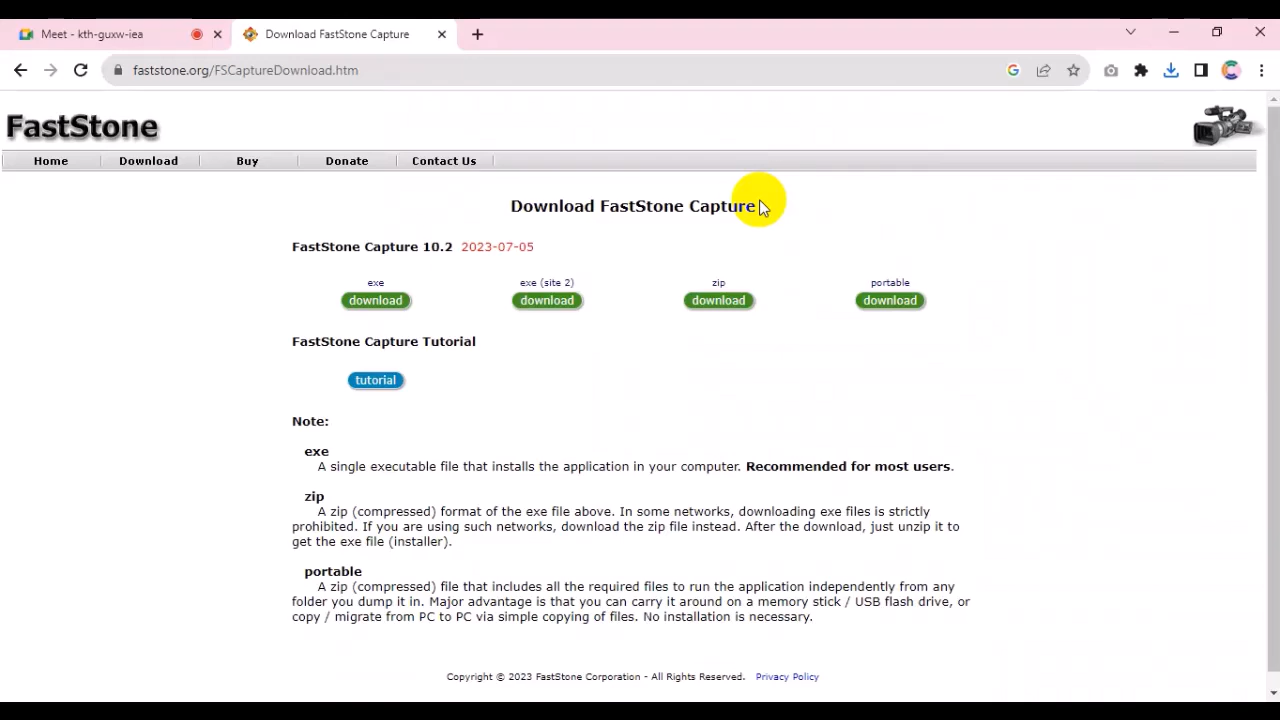 Meet - kth-guxw-iea
Download FastStone Capture
faststone.org/FSCaptureDownload.htm
FastStone
Home
Download
Buy
Donate
Contact Us
Download FastStone Capture
FastStone Capture 10.2 2023-07-05
exe
exe (site 2)
zip
portable
download
download
download
download
FastStone Capture Tutorial
tutorial
Note:
exe
A single executable file that installs the application in your computer. Recommended for most users.
zip
A zip (compressed) format of the exe file above. In some networks, downloading exe files is strictly
prohibited. If you are using such networks, download the zip file instead. After the download, just unzip it to
get the exe file (installer).
portable
A zip (compressed) file that includes all the required files to run the application independently from any
folder you dump it in. Major advantage is that you can carry it around on a memory stick / USB flash drive, or
copy / migrate from PC to PC via simple copying of files. No installation is necessary.
Copyright © 2023 FastStone Corporation - All Rights Reserved. Privacy Policy